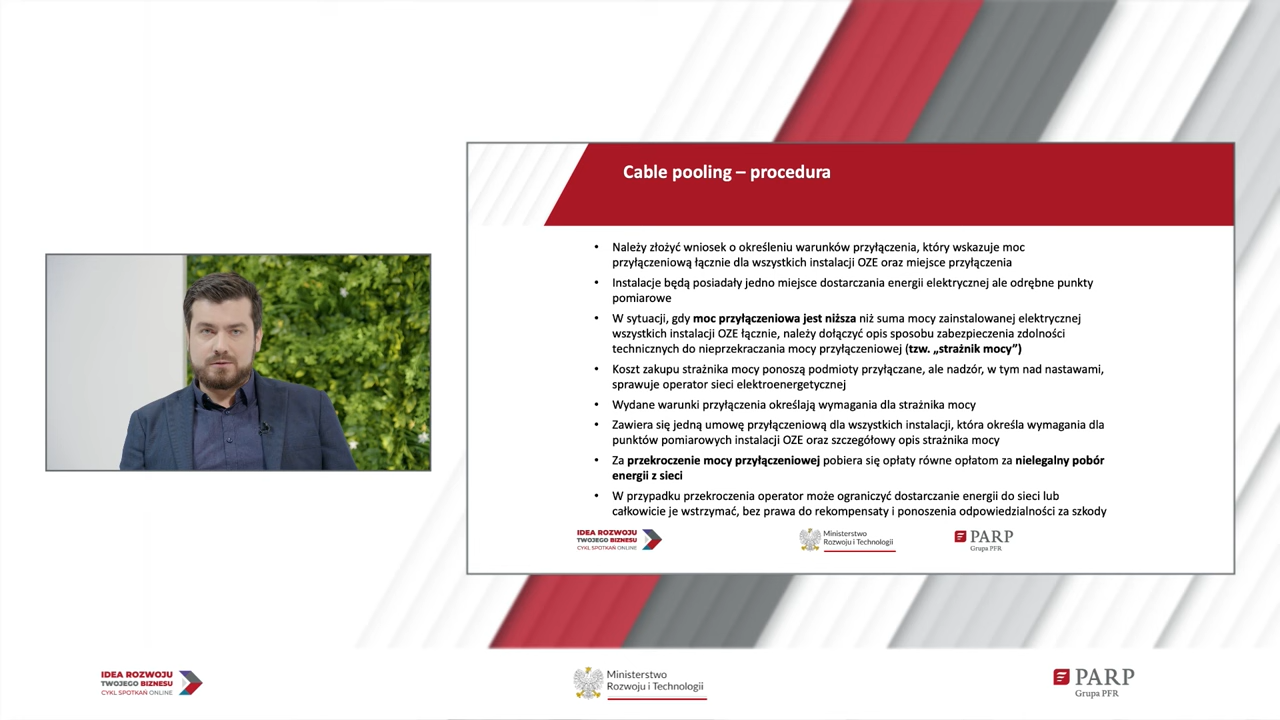 Cable pooling – procedura
• Należy złożyć wniosek o określeniu warunków przyłączenia, który wskazuje moc
przyłączeniową łącznie dla wszystkich instalacji OZE oraz miejsce przyłączenia
• Instalacje będą posiadały jedno miejsce dostarczania energii elektrycznej ale odrębne punkty
pomiarowe
• W sytuacji, gdy moc przyłączeniowa jest niższa niż suma mocy zainstalowanej elektrycznej
wszystkich instalacji OZE łącznie, należy dołączyć opis sposobu zabezpieczenia zdolności
technicznych do nieprzekraczania mocy przyłączeniowej (tzw. „strażnik mocy”)
• Koszt zakupu strażnika mocy ponoszą podmioty przyłączane, ale nadzór, w tym nad nastawami,
sprawuje operator sieci elektroenergetycznej
• Wydane warunki przyłączenia określają wymagania dla strażnika mocy
• Zawiera się jedną umowę przyłączeniową dla wszystkich instalacji, która określa wymagania dla
punktów pomiarowych instalacji OZE oraz szczegółowy opis strażnika mocy
• Za przekroczenie mocy przyłączeniowej pobiera się opłaty równe opłatom za nielegalny pobór
energii z sieci
• W przypadku przekroczenia operator może ograniczyć dostarczanie energii do sieci lub
całkowicie je wstrzymać, bez prawa do rekompensaty i ponoszenia odpowiedzialności za szkody
IDEA ROZWOJU
TWOJEGO BIZNESU
CYKL SPOTKAŃ ONLINE
Ministerstwo
Rozwoju i Technologii
PARP
Grupa PFR
IDEA ROZWOJU
TWOJEGO BIZNESU
CYKL SPOTKAŃ ONLINE
Ministerstwo
Rozwoju i Technologii
PARP
Grupa PFR